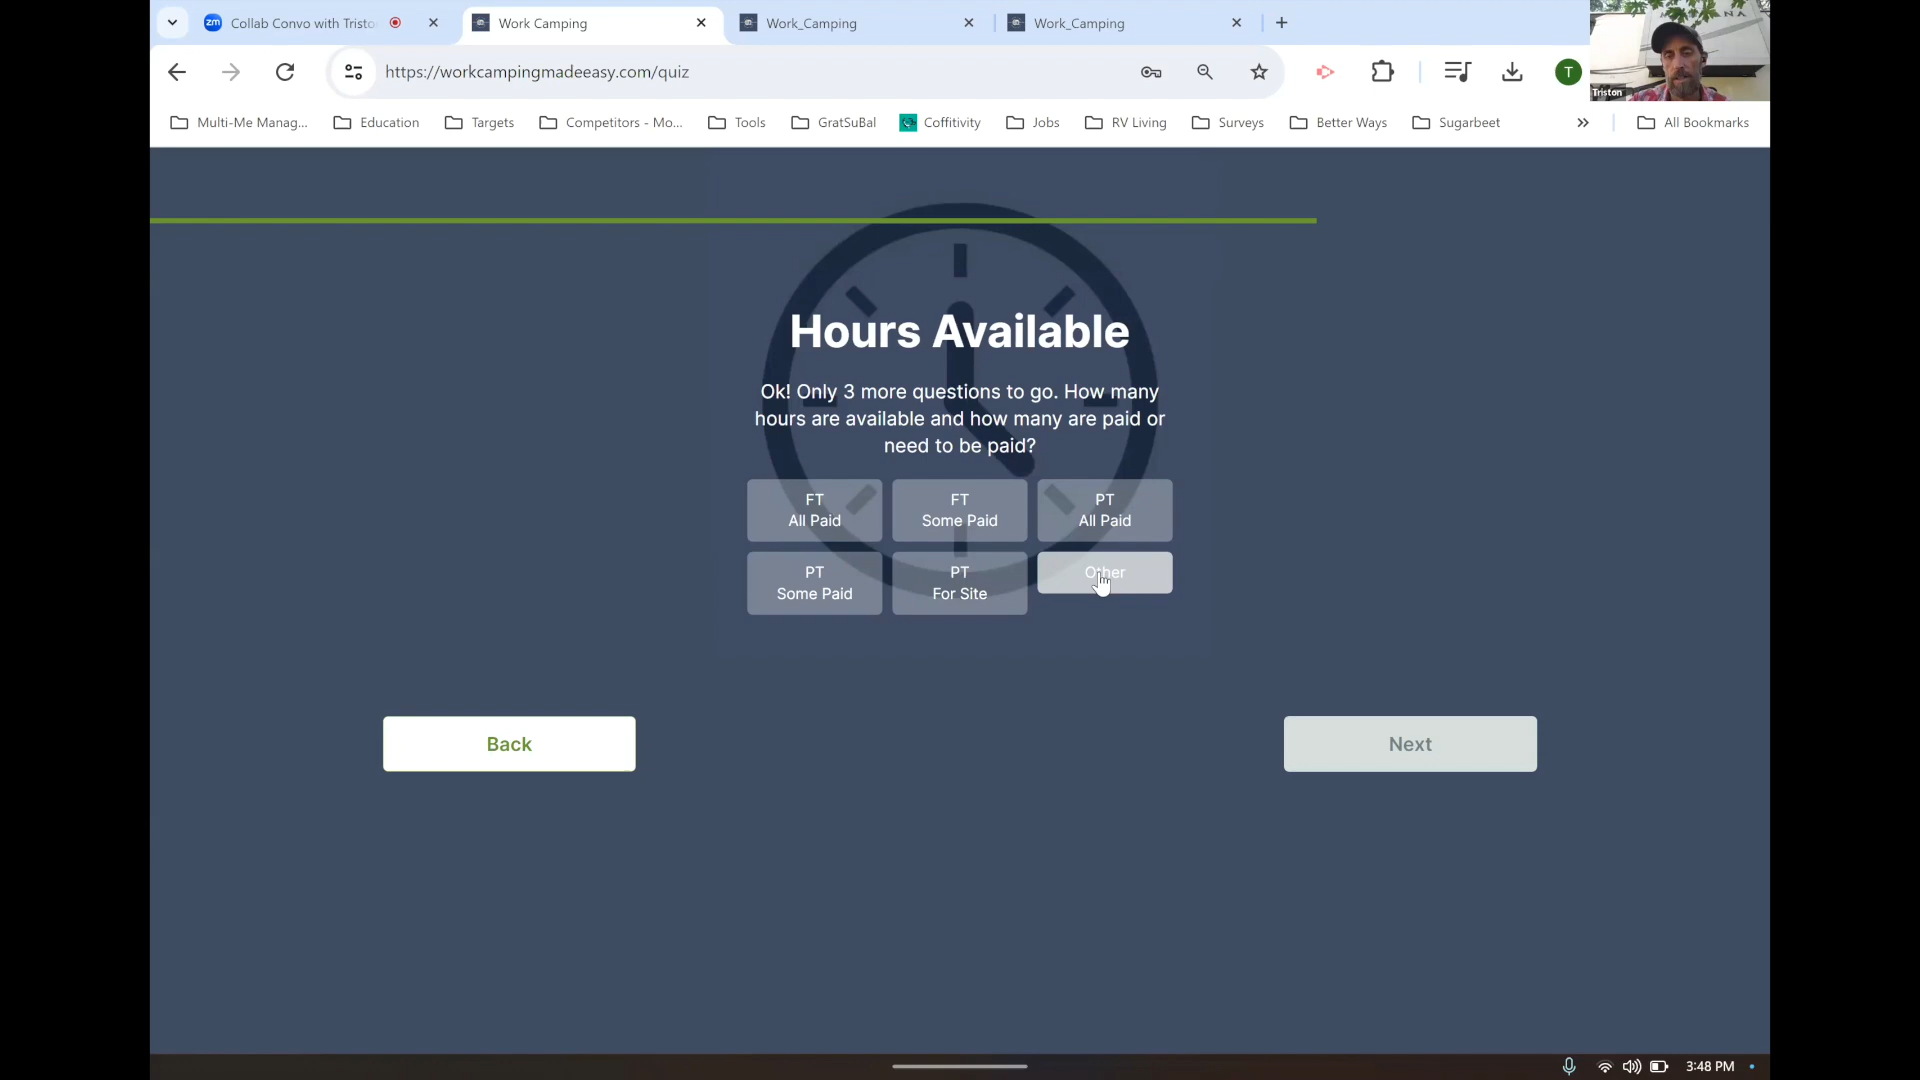 zm Collab Convo with Tristo
Work Camping
Work_Camping
Work_Camping
https://workcampingmadeeasy.com/quiz
T
Triston
Multi-Me Manag...
Education
Targets
Competitors - Mo...
Tools
GratSuBal
Coffitivity
Jobs
RV Living
Surveys
Better Ways
Sugarbeet
All Bookmarks
Hours Available
Ok! Only 3 more questions to go. How many
hours are available and how many are paid or
need to be paid?
FT
All Paid
FT
Some Paid
PT
All Paid
PT
Some Paid
PT
For Site
Other
Back
Next
3:48 PM